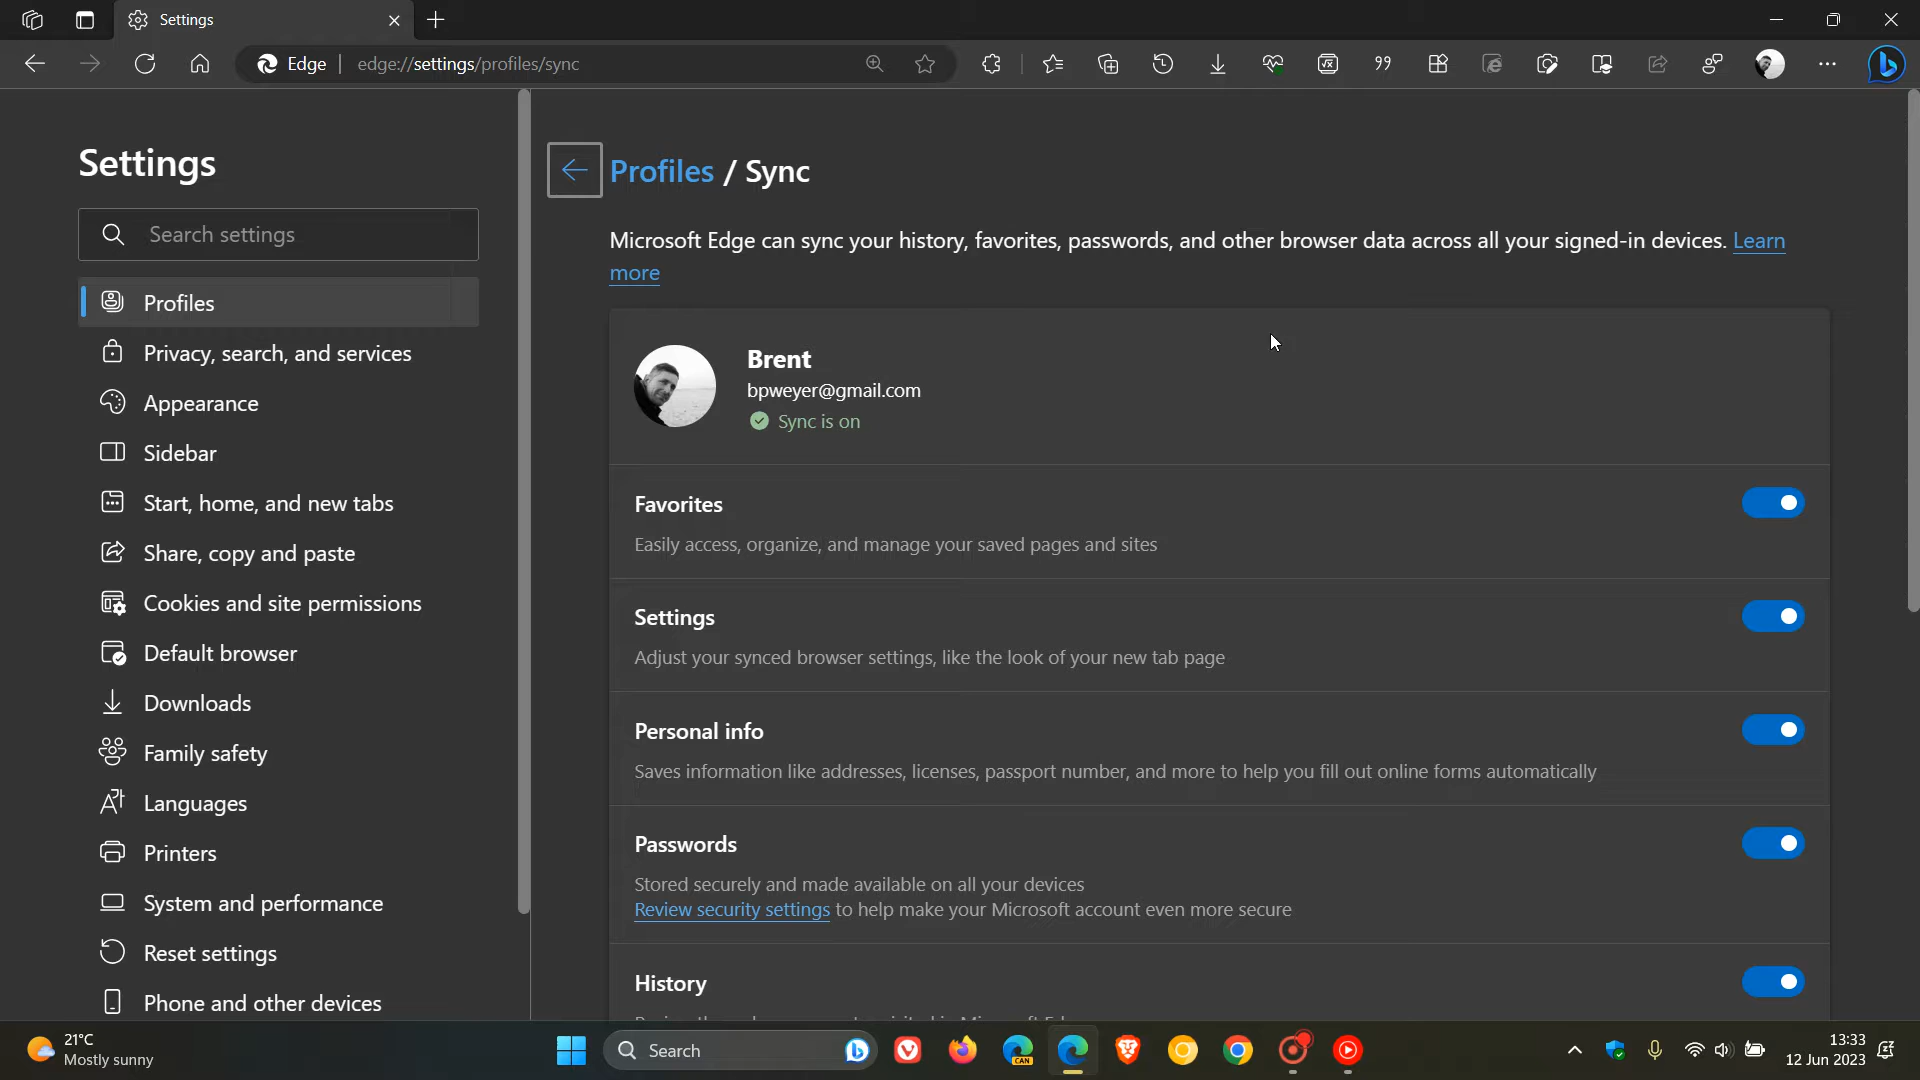 Settings
Edge
edge://settings/profiles/sync
Settings
Search settings
Profiles
Privacy, search, and services
Appearance
Sidebar
Start, home, and new tabs
Share, copy and paste
Cookies and site permissions
Default browser
Downloads
Family safety
Languages
Printers
System and performance
Reset settings
Phone and other devices
Profiles / Sync
Microsoft Edge can sync your history, favorites, passwords, and other browser data across all your signed-in devices. Learn
more
Brent
bpweyer@gmail.com
Sync is on
Favorites
Easily access, organize, and manage your saved pages and sites
Settings
Adjust your synced browser settings, like the look of your new tab page
Personal info
Saves information like addresses, licenses, passport number, and more to help you fill out online forms automatically
Passwords
Stored securely and made available on all your devices
Review security settings to help make your Microsoft account even more secure
History
21°C
Mostly sunny
Search
CAN
13:33
12 Jun 2023